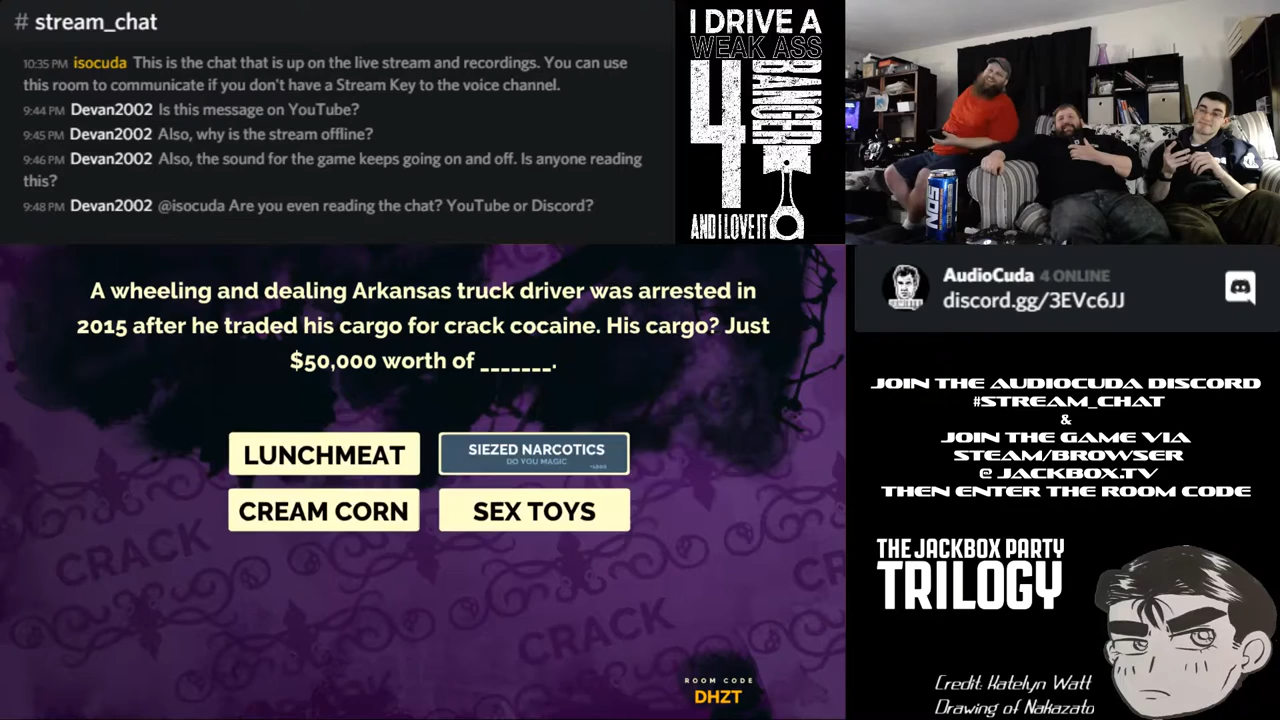 # stream_chat
10:35 PM isocuda This is the chat that is up on the live stream and recordings. You can use
this room to communicate if you don't have a Stream Key to the voice channel.
9:44 PM Devan2002 Is this message on YouTube?
9:45 PM Devan2002 Also, why is the stream offline?
9:46 PM Devan2002 Also, the sound for the game keeps going on and off. Is anyone reading
this?
9:48 PM Devan2002 @isocuda Are you even reading the chat? YouTube or Discord?
I DRIVE A
WEAK ASS
4 BANGER
AND I LOVE IT
AudioCuda 4 ONLINE
discord.gg/3EVc6JJ
A wheeling and dealing Arkansas truck driver was arrested in
2015 after he traded his cargo for crack cocaine. His cargo? Just
$50,000 worth of _______.
LUNCHMEAT
SIEZED NARCOTICS
DO YOU MAGIC
CREAM CORN
SEX TOYS
CRACK
CRACK
ROOM CODE
DHZT
JOIN THE AUDIOCUDA DISCORD
#STREAM_CHAT
&
JOIN THE GAME VIA
STEAM/BROWSER
@ JACKBOX.TV
THEN ENTER THE ROOM CODE
THE JACKBOX PARTY
TRILOGY
Credit: Katelyn Watt
Drawing of Nakazato